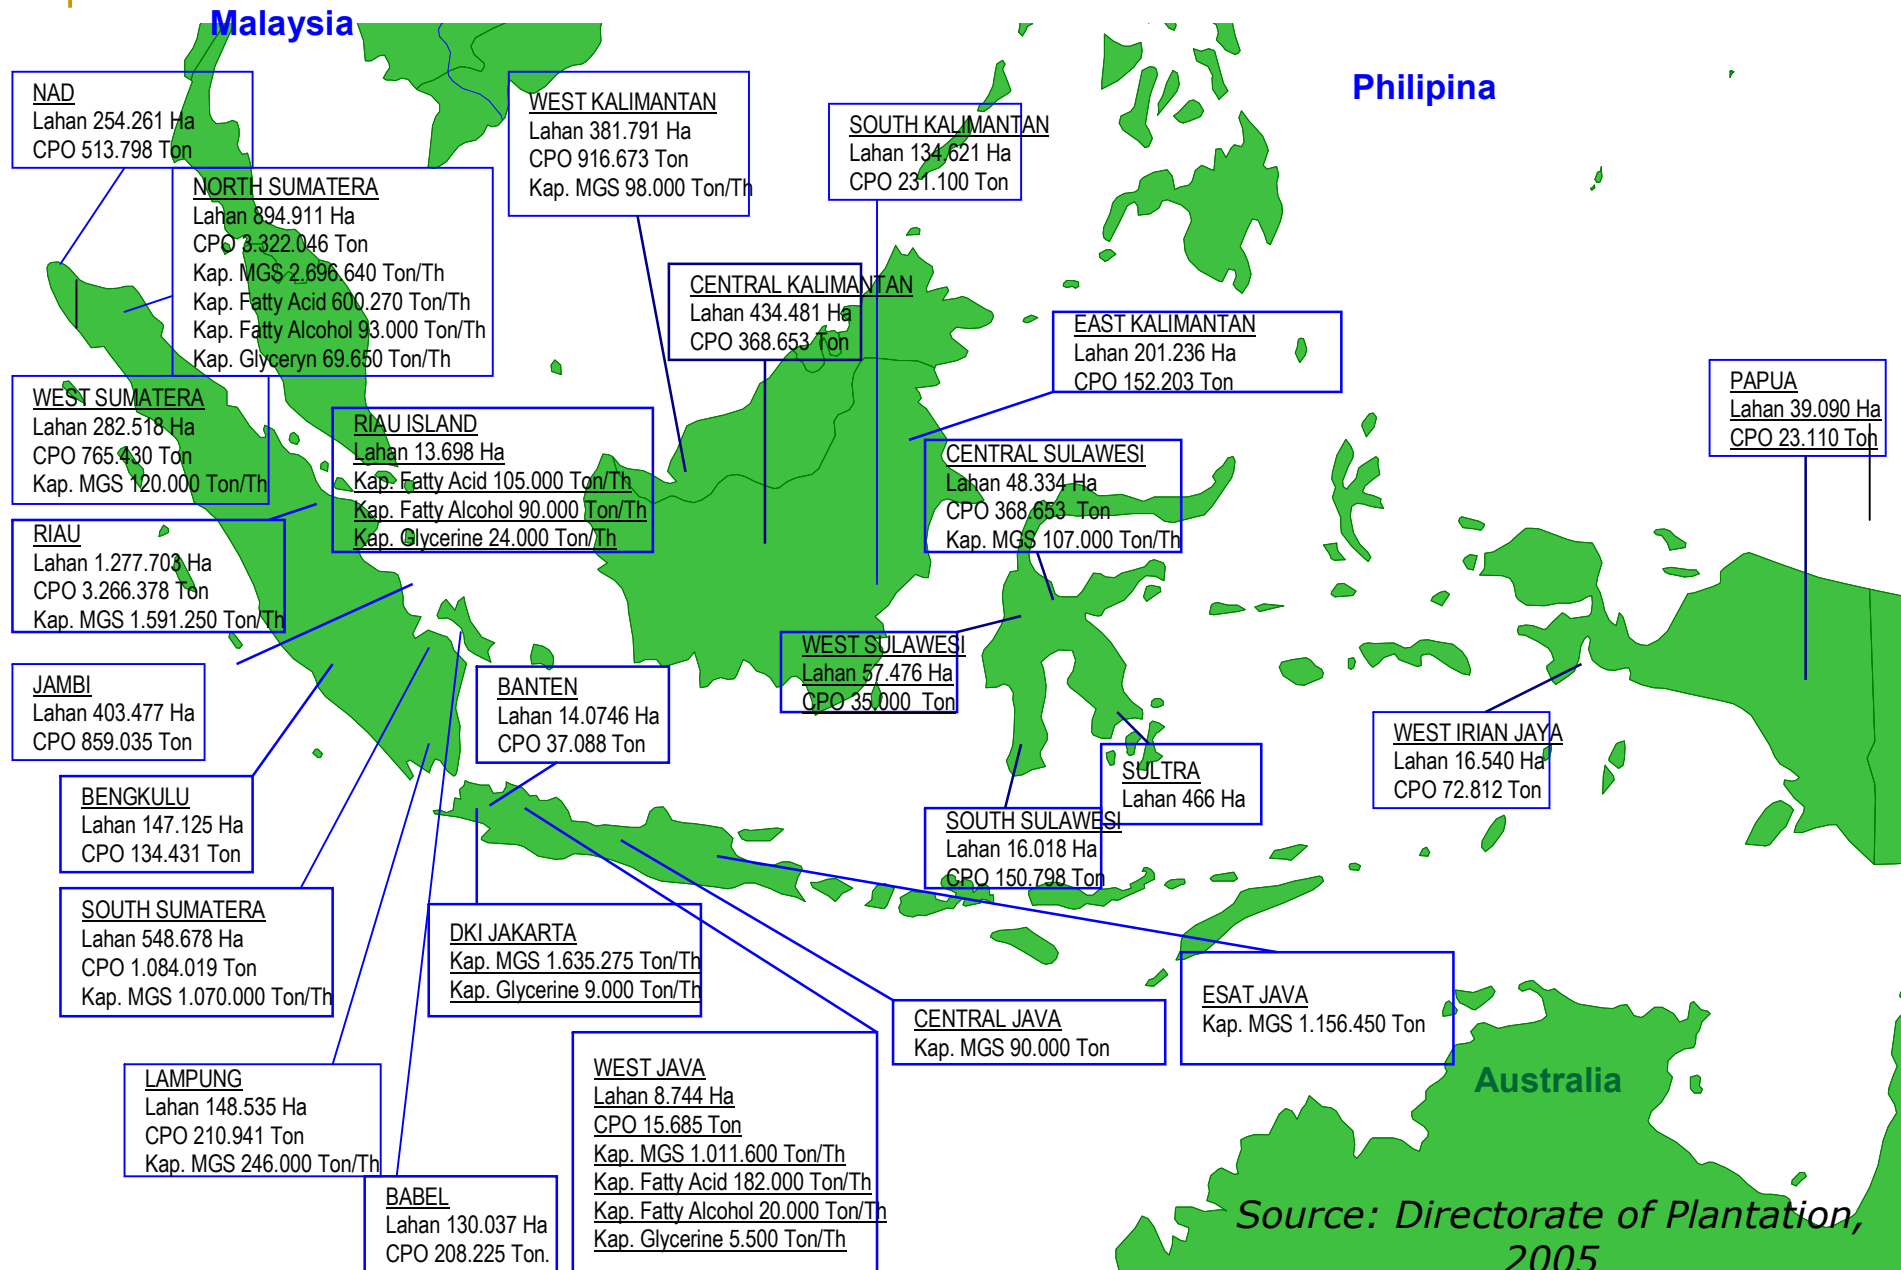 Malaysia
Philipina
NAD
Lahan 254.261 Ha
CPO 513.798 Ton
NORTH SUMATERA
Lahan 894.911 Ha
CPO 3.322.046 Ton
Kap. MGS 2.696.640 Ton/Th
Kap. Fatty Acid 600.270 Ton/Th
Kap. Fatty Alcohol 93.000 Ton/Th
Kap. Glyceryn 69.650 Ton/Th
WEST KALIMANTAN
Lahan 381.791 Ha
CPO 916.673 Ton
Kap. MGS 98.000 Ton/Th
SOUTH KALIMANTAN
Lahan 134.621 Ha
CPO 231.100 Ton
CENTRAL KALIMANTAN
Lahan 434.481 Ha
CPO 368.653 Ton
EAST KALIMANTAN
Lahan 201.236 Ha
CPO 152.203 Ton
PAPUA
Lahan 39.090 Ha
CPO 23.110 Ton
WEST SUMATERA
Lahan 282.518 Ha
CPO 765.430 Ton
Kap. MGS 120.000 Ton/Th
RIAU ISLAND
Lahan 13.698 Ha
Kap. Fatty Acid 105.000 Ton/Th
Kap. Fatty Alcohol 90.000 Ton/Th
Kap. Glycerine 24.000 Ton/Th
CENTRAL SULAWESI
Lahan 48.334 Ha
CPO 368.653 Ton
Kap. MGS 107.000 Ton/Th
RIAU
Lahan 1.277.703 Ha
CPO 3.266.378 Ton
Kap. MGS 1.591.250 Ton/Th
WEST SULAWESI
Lahan 57.476 Ha
CPO 35.000 Ton
JAMBI
Lahan 403.477 Ha
CPO 859.035 Ton
BANTEN
Lahan 14.0746 Ha
CPO 37.088 Ton
WEST IRIAN JAYA
Lahan 16.540 Ha
CPO 72.812 Ton
SULTRA
Lahan 466 Ha
BENGKULU
Lahan 147.125 Ha
CPO 134.431 Ton
SOUTH SULAWESI
Lahan 16.018 Ha
CPO 150.798 Ton
SOUTH SUMATERA
Lahan 548.678 Ha
CPO 1.084.019 Ton
Kap. MGS 1.070.000 Ton/Th
DKI JAKARTA
Kap. MGS 1.635.275 Ton/Th
Kap. Glycerine 9.000 Ton/Th
CENTRAL JAVA
Kap. MGS 90.000 Ton
ESAT JAVA
Kap. MGS 1.156.450 Ton
Australia
LAMPUNG
Lahan 148.535 Ha
CPO 210.941 Ton
Kap. MGS 246.000 Ton/Th
WEST JAVA
Lahan 8.744 Ha
CPO 15.685 Ton
Kap. MGS 1.011.600 Ton/Th
Kap. Fatty Acid 182.000 Ton/Th
Kap. Fatty Alcohol 20.000 Ton/Th
Kap. Glycerine 5.500 Ton/Th
BABEL
Lahan 130.037 Ha
CPO 208.225 Ton.
Source: Directorate of Plantation,
2005